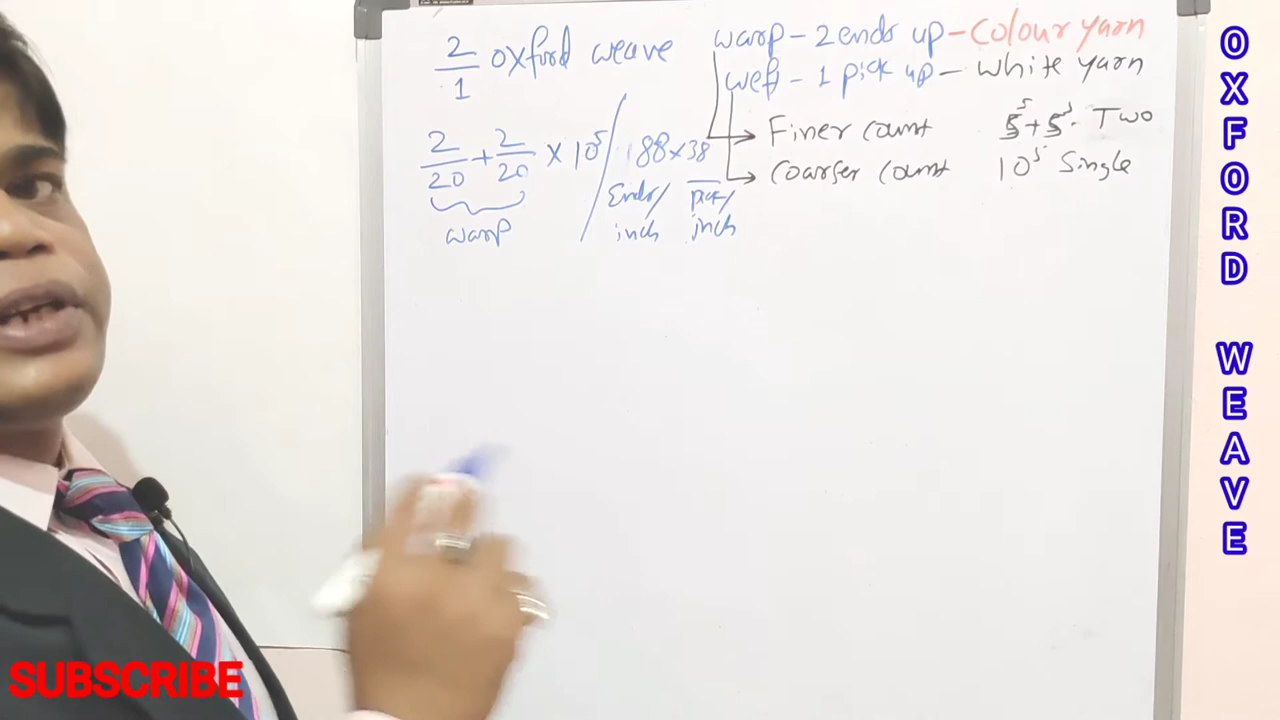 2/1 oxford weave
warp – 2 ends up – Colour yarn
weft – 1 pick up – white yarn
2/20 + 2/20 × 10s / 188 × 38
warp
Ends/inch
pick/inch
Finer count
5s + 5s. Two
Coarser count
10s Single
OXFORD WEAVE
SUBSCRIBE